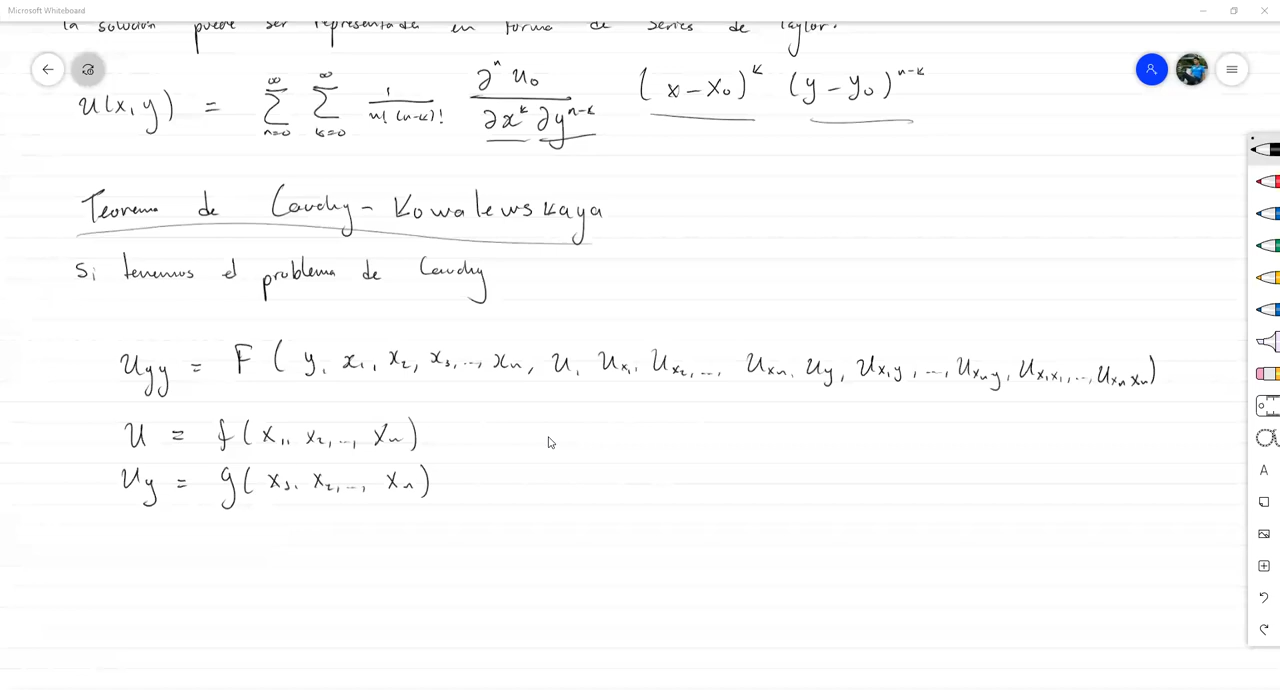 Microsoft Whiteboard
la solución puede ser representada en forma de series de Taylor.
u(x,y) = ∑_{n=0}^{∞} ∑_{k=0}^{∞} 1/(n!(n-k)!) ∂^n u_0/(∂x^k ∂y^{n-k}) (x-x_0)^k (y-y_0)^{n-k}
Teorema de Cauchy - Kowalewskaya
Si tenemos el problema de Cauchy
u_yy = F(y, x_1, x_2, x_3, ..., x_n, u, u_{x_1}, u_{x_2}, ..., u_{x_n}, u_y, u_{x_1 y}, ..., u_{x_n y}, u_{x_1 x_1}, ..., u_{x_n x_n})
u = f(x_1, x_2, ..., x_n)
u_y = g(x_1, x_2, ..., x_n)
A